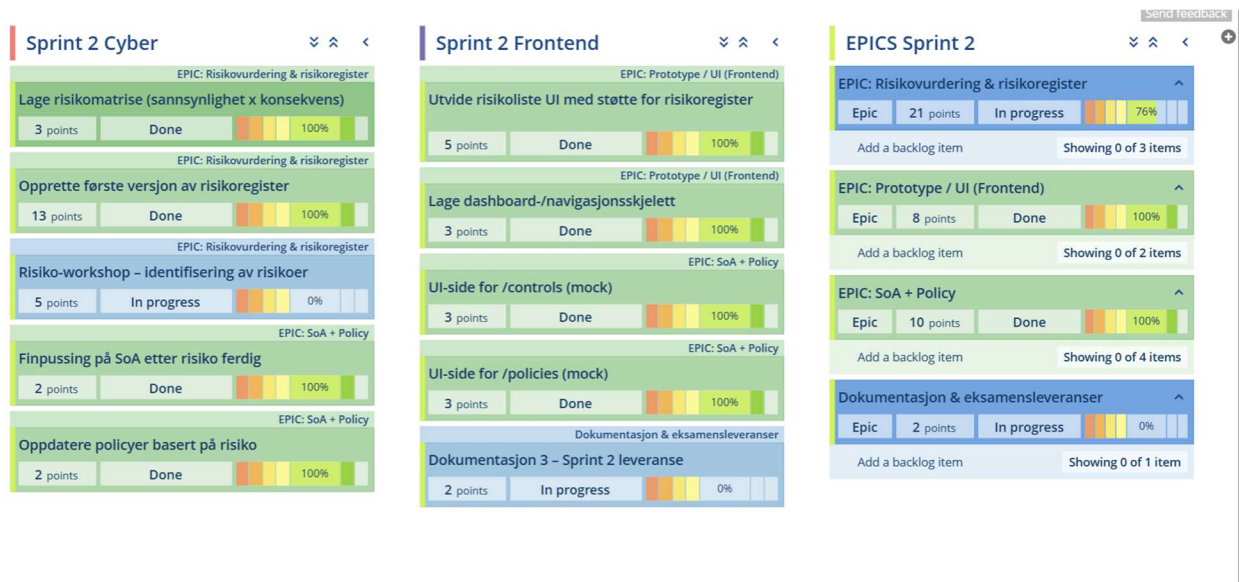 Send feedback
Sprint 2 Cyber
EPIC: Risikovurdering & risikoregister
Lage risikomatrise (sannsynlighet x konsekvens)
3 points Done 100%
EPIC: Risikovurdering & risikoregister
Opprette første versjon av risikoregister
13 points Done 100%
EPIC: Risikovurdering & risikoregister
Risiko-workshop – identifisering av risikoer
5 points In progress 0%
EPIC: SoA + Policy
Finpussing på SoA etter risiko ferdig
2 points Done 100%
EPIC: SoA + Policy
Oppdatere policyer basert på risiko
2 points Done 100%
Sprint 2 Frontend
EPIC: Prototype / UI (Frontend)
Utvide risikoliste UI med støtte for risikoregister
5 points Done 100%
EPIC: Prototype / UI (Frontend)
Lage dashboard-/navigasjonsskjelett
3 points Done 100%
EPIC: SoA + Policy
UI-side for /controls (mock)
3 points Done 100%
EPIC: SoA + Policy
UI-side for /policies (mock)
3 points Done 100%
Dokumentasjon & eksamensleveranser
Dokumentasjon 3 – Sprint 2 leveranse
2 points In progress 0%
EPICS Sprint 2
EPIC: Risikovurdering & risikoregister
Epic 21 points In progress 76%
Add a backlog item Showing 0 of 3 items
EPIC: Prototype / UI (Frontend)
Epic 8 points Done 100%
Add a backlog item Showing 0 of 2 items
EPIC: SoA + Policy
Epic 10 points Done 100%
Add a backlog item Showing 0 of 4 items
Dokumentasjon & eksamensleveranser
Epic 2 points In progress 0%
Add a backlog item Showing 0 of 1 item